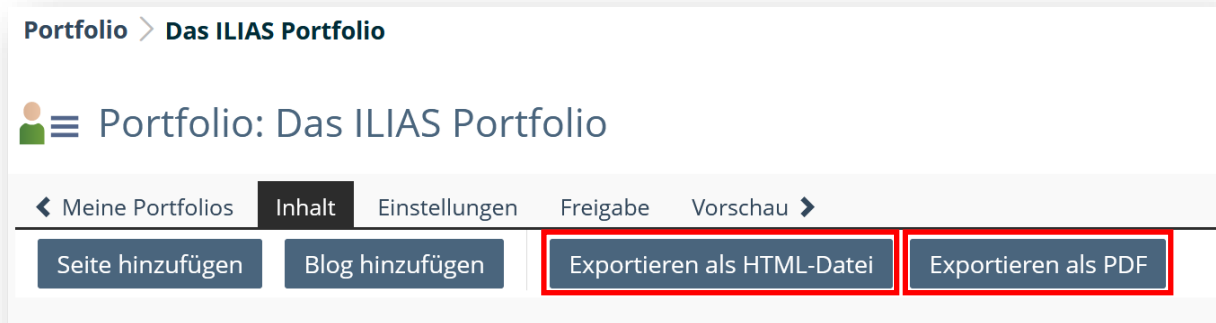 Portfolio > Das ILIAS Portfolio
Portfolio: Das ILIAS Portfolio
Meine Portfolios Inhalt Einstellungen Freigabe Vorschau
Seite hinzufügen Blog hinzufügen Exportieren als HTML-Datei Exportieren als PDF